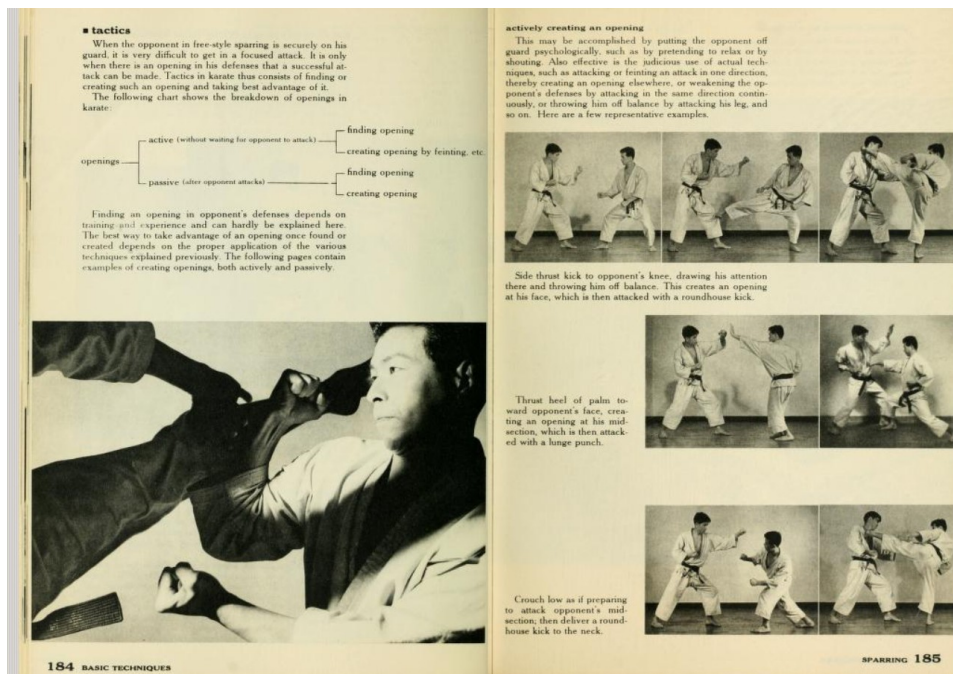 ■ tactics
When the opponent in free-style sparring is securely on his
guard, it is very difficult to get in a focused attack. It is only
when there is an opening in his defenses that a successful at-
tack can be made. Tactics in karate thus consists of finding or
creating such an opening and taking best advantage of it.
The following chart shows the breakdown of openings in
karate:
openings
active (without waiting for opponent to attack)
finding opening
creating opening by feinting, etc.
passive (after opponent attacks)
finding opening
creating opening
Finding an opening in opponent's defenses depends on
training and experience and can hardly be explained here.
The best way to take advantage of an opening once found or
created depends on the proper application of the various
techniques explained previously. The following pages contain
examples of creating openings, both actively and passively.
184 BASIC TECHNIQUES
actively creating an opening
This may be accomplished by putting the opponent off
guard psychologically, such as by pretending to relax or by
shouting. Also effective is the judicious use of actual tech-
niques, such as attacking or feinting an attack in one direction,
thereby creating an opening elsewhere, or weakening the op-
ponent's defenses by attacking in the same direction contin-
uously, or throwing him off balance by attacking his leg, and
so on. Here are a few representative examples.
Side thrust kick to opponent's knee, drawing his attention
there and throwing him off balance. This creates an opening
at his face, which is then attacked with a roundhouse kick.
Thrust heel of palm to-
ward opponent's face, crea-
ting an opening at his mid-
section, which is then attack-
ed with a lunge punch.
Crouch low as if preparing
to attack opponent's mid-
section; then deliver a round-
house kick to the neck.
SPARRING 185